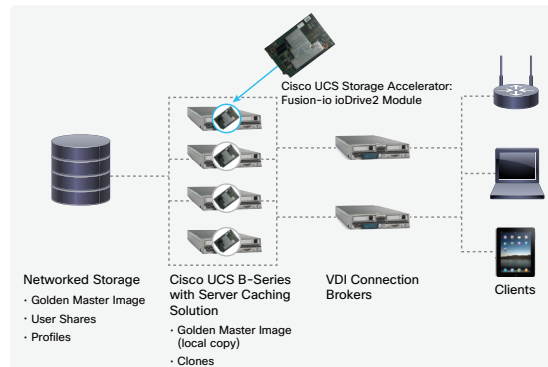 Cisco UCS Storage Accelerator:
Fusion-io ioDrive2 Module
Networked Storage
· Golden Master Image
· User Shares
· Profiles
Cisco UCS B-Series
with Server Caching
Solution
· Golden Master Image
(local copy)
· Clones
VDI Connection
Brokers
Clients